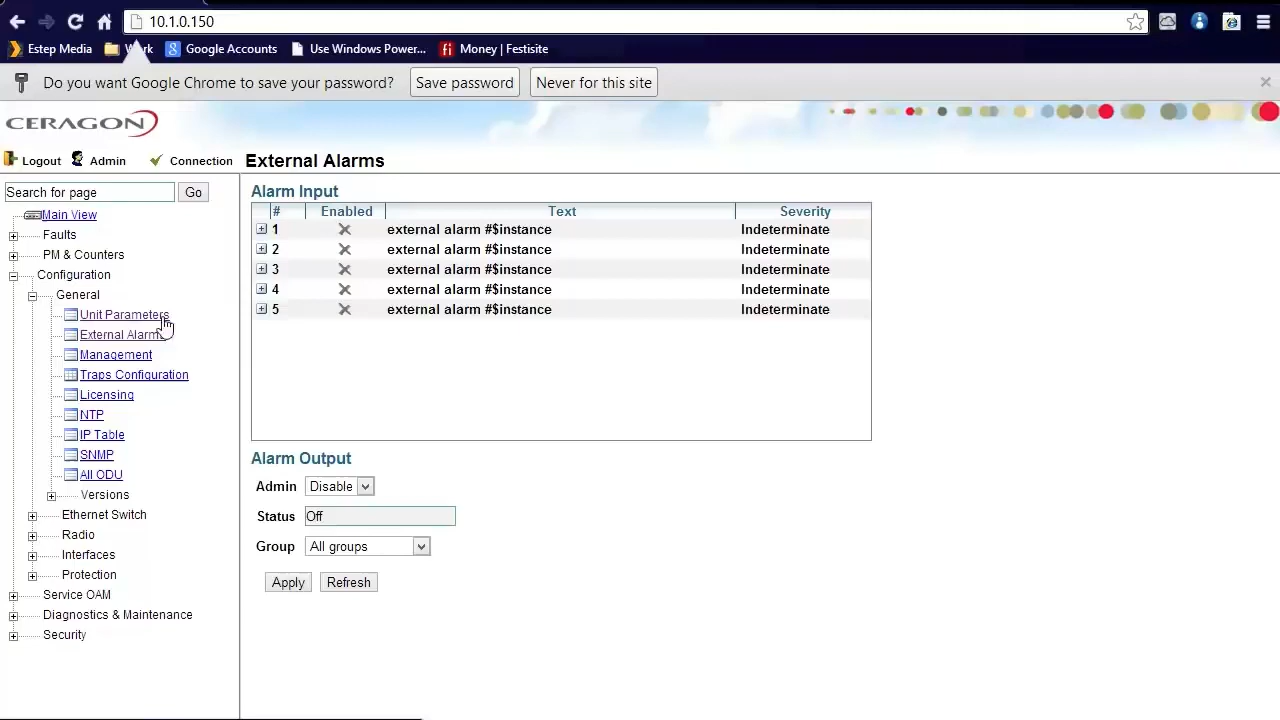 10.1.0.150
Estep Media Work Google Accounts Use Windows Power... Money | Festisite
Do you want Google Chrome to save your password? Save password Never for this site
CERAGON
Logout Admin Connection External Alarms
Search for page Go
Main View
Faults
PM & Counters
Configuration
General
Unit Parameters
External Alarms
Management
Traps Configuration
Licensing
NTP
IP Table
SNMP
All ODU
Versions
Ethernet Switch
Radio
Interfaces
Protection
Service OAM
Diagnostics & Maintenance
Security
Alarm Input
# Enabled Text Severity
1 external alarm #$instance Indeterminate
2 external alarm #$instance Indeterminate
3 external alarm #$instance Indeterminate
4 external alarm #$instance Indeterminate
5 external alarm #$instance Indeterminate
Alarm Output
Admin Disable
Status Off
Group All groups
Apply Refresh